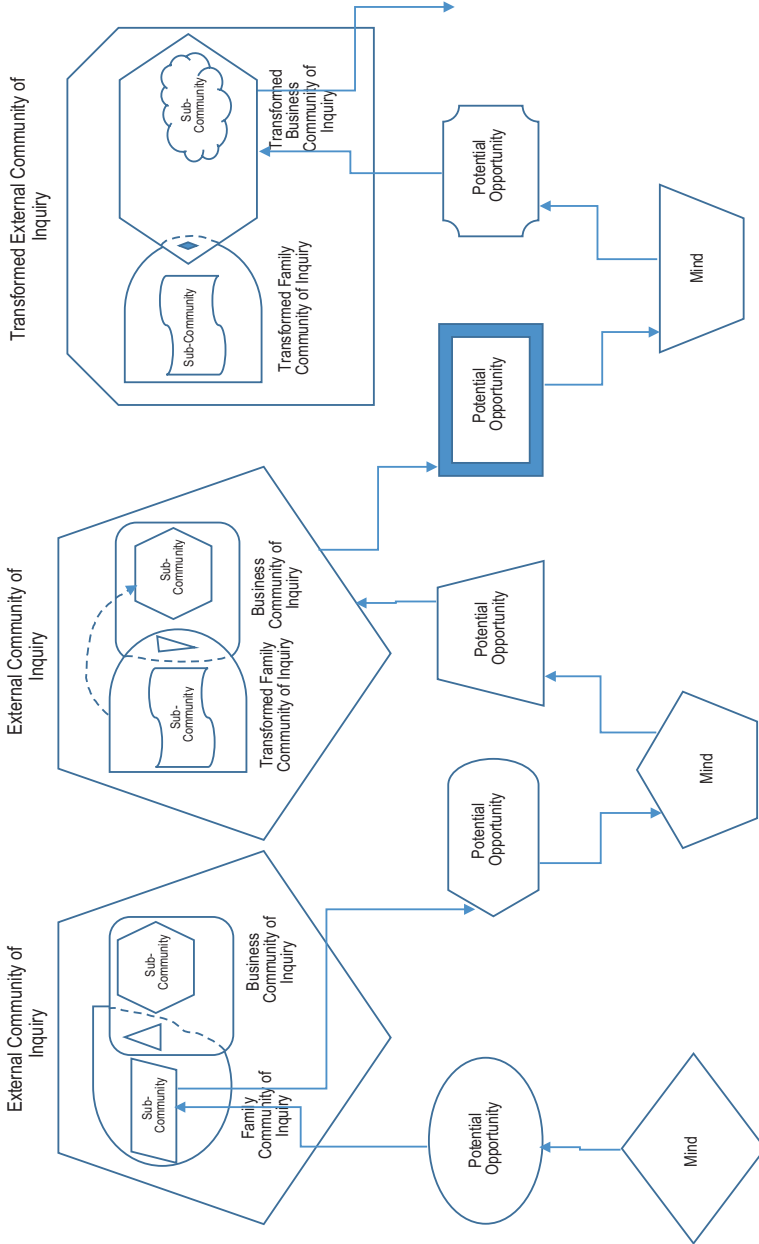 External Community of
Inquiry
Sub-
Community
Sub-
Community
Family
Community of
Inquiry
Business
Community of
Inquiry
Potential
Opportunity
Mind
Potential
Opportunity
External Community of
Inquiry
Sub-
Community
Sub-
Community
Transformed Family
Community of Inquiry
Business
Community of
Inquiry
Mind
Potential
Opportunity
Potential
Opportunity
Transformed External Community of
Inquiry
Sub-Community
Sub-
Community
Transformed Family
Community of Inquiry
Transformed
Business
Community of
Inquiry
Mind
Potential
Opportunity